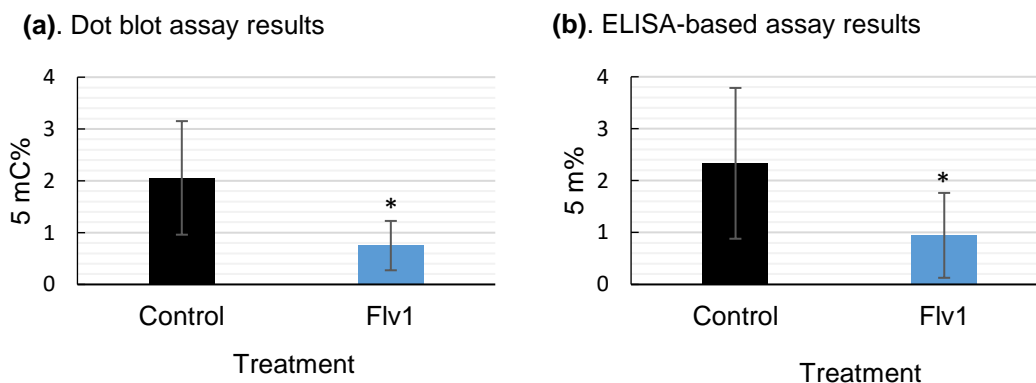 (a). Dot blot assay results
4
3
2
1
0
5 mC%
*
Control
Flv1
Treatment
(b). ELISA-based assay results
4
3
2
1
0
5 m%
*
Control
Flv1
Treatment